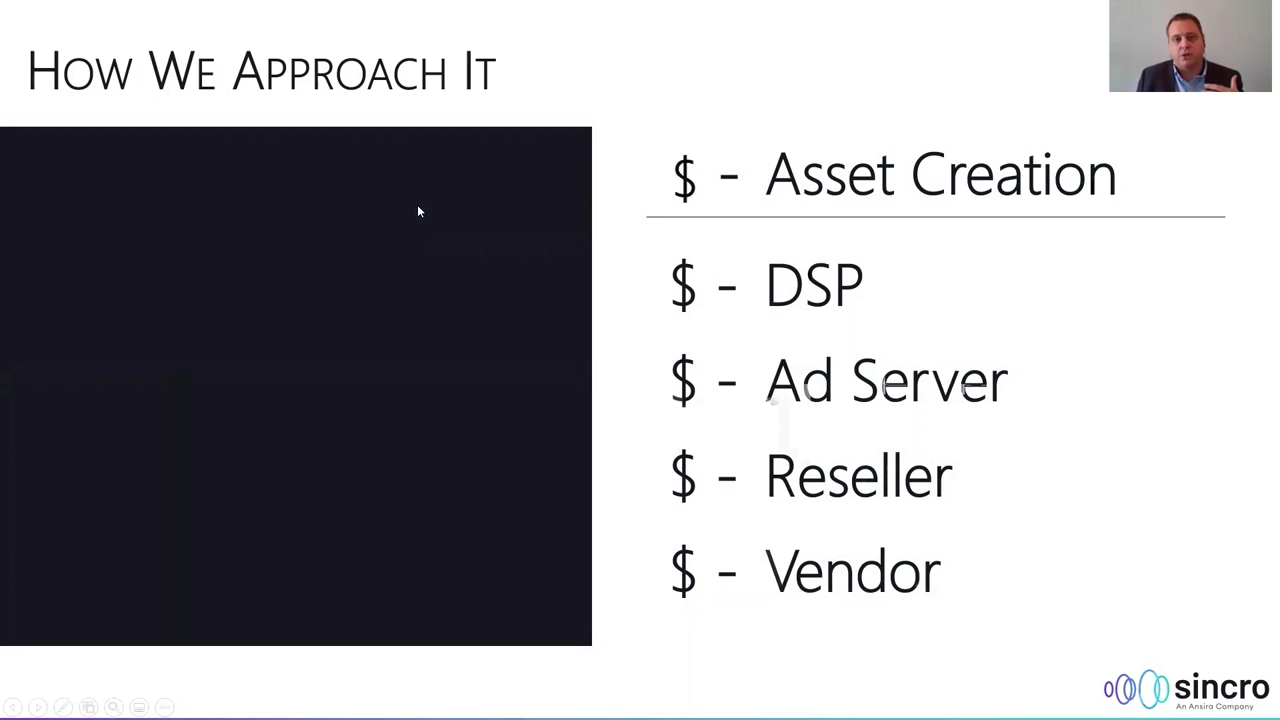 How We Approach It
$ - Asset Creation
$ - DSP
$ - Ad Server
$ - Reseller
$ - Vendor
sincro
An Ansira Company